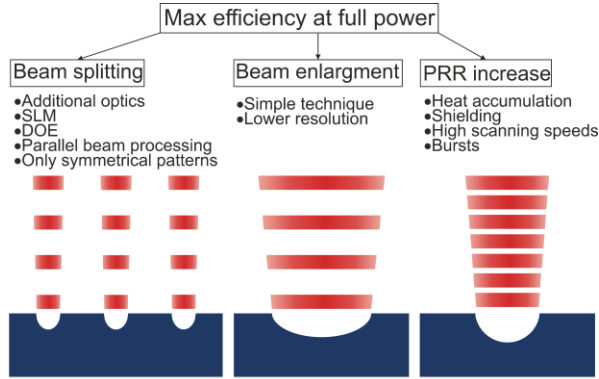 Max efficiency at full power
Beam splitting
●Additional optics
●SLM
●DOE
●Parallel beam processing
●Only symmetrical patterns
Beam enlargment
●Simple technique
●Lower resolution
PRR increase
●Heat accumulation
●Shielding
●High scanning speeds
●Bursts